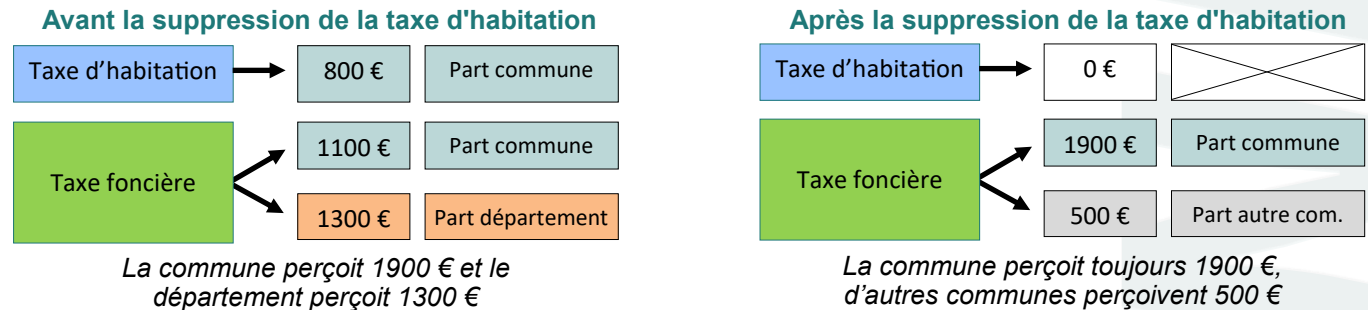 Avant la suppression de la taxe d'habitation
Taxe d'habitation
800 €
Part commune
Taxe foncière
1100 €
Part commune
1300 €
Part département
La commune perçoit 1900 € et le
département perçoit 1300 €
Après la suppression de la taxe d'habitation
Taxe d'habitation
0 €
Taxe foncière
1900 €
Part commune
500 €
Part autre com.
La commune perçoit toujours 1900 €,
d'autres communes perçoivent 500 €